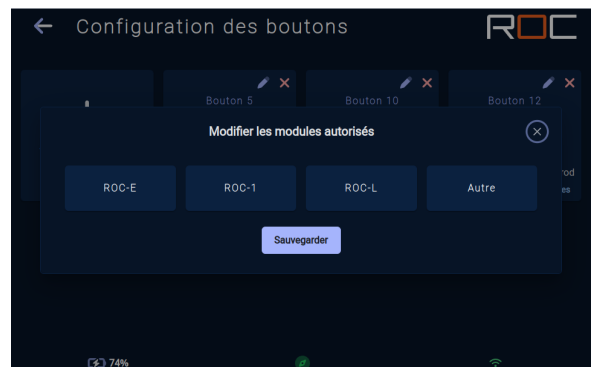 Configuration des boutons
ROC
Bouton 5
Bouton 10
Bouton 12
Modifier les modules autorisés
ROC-E
ROC-1
ROC-L
Autre
Sauvegarder
74%